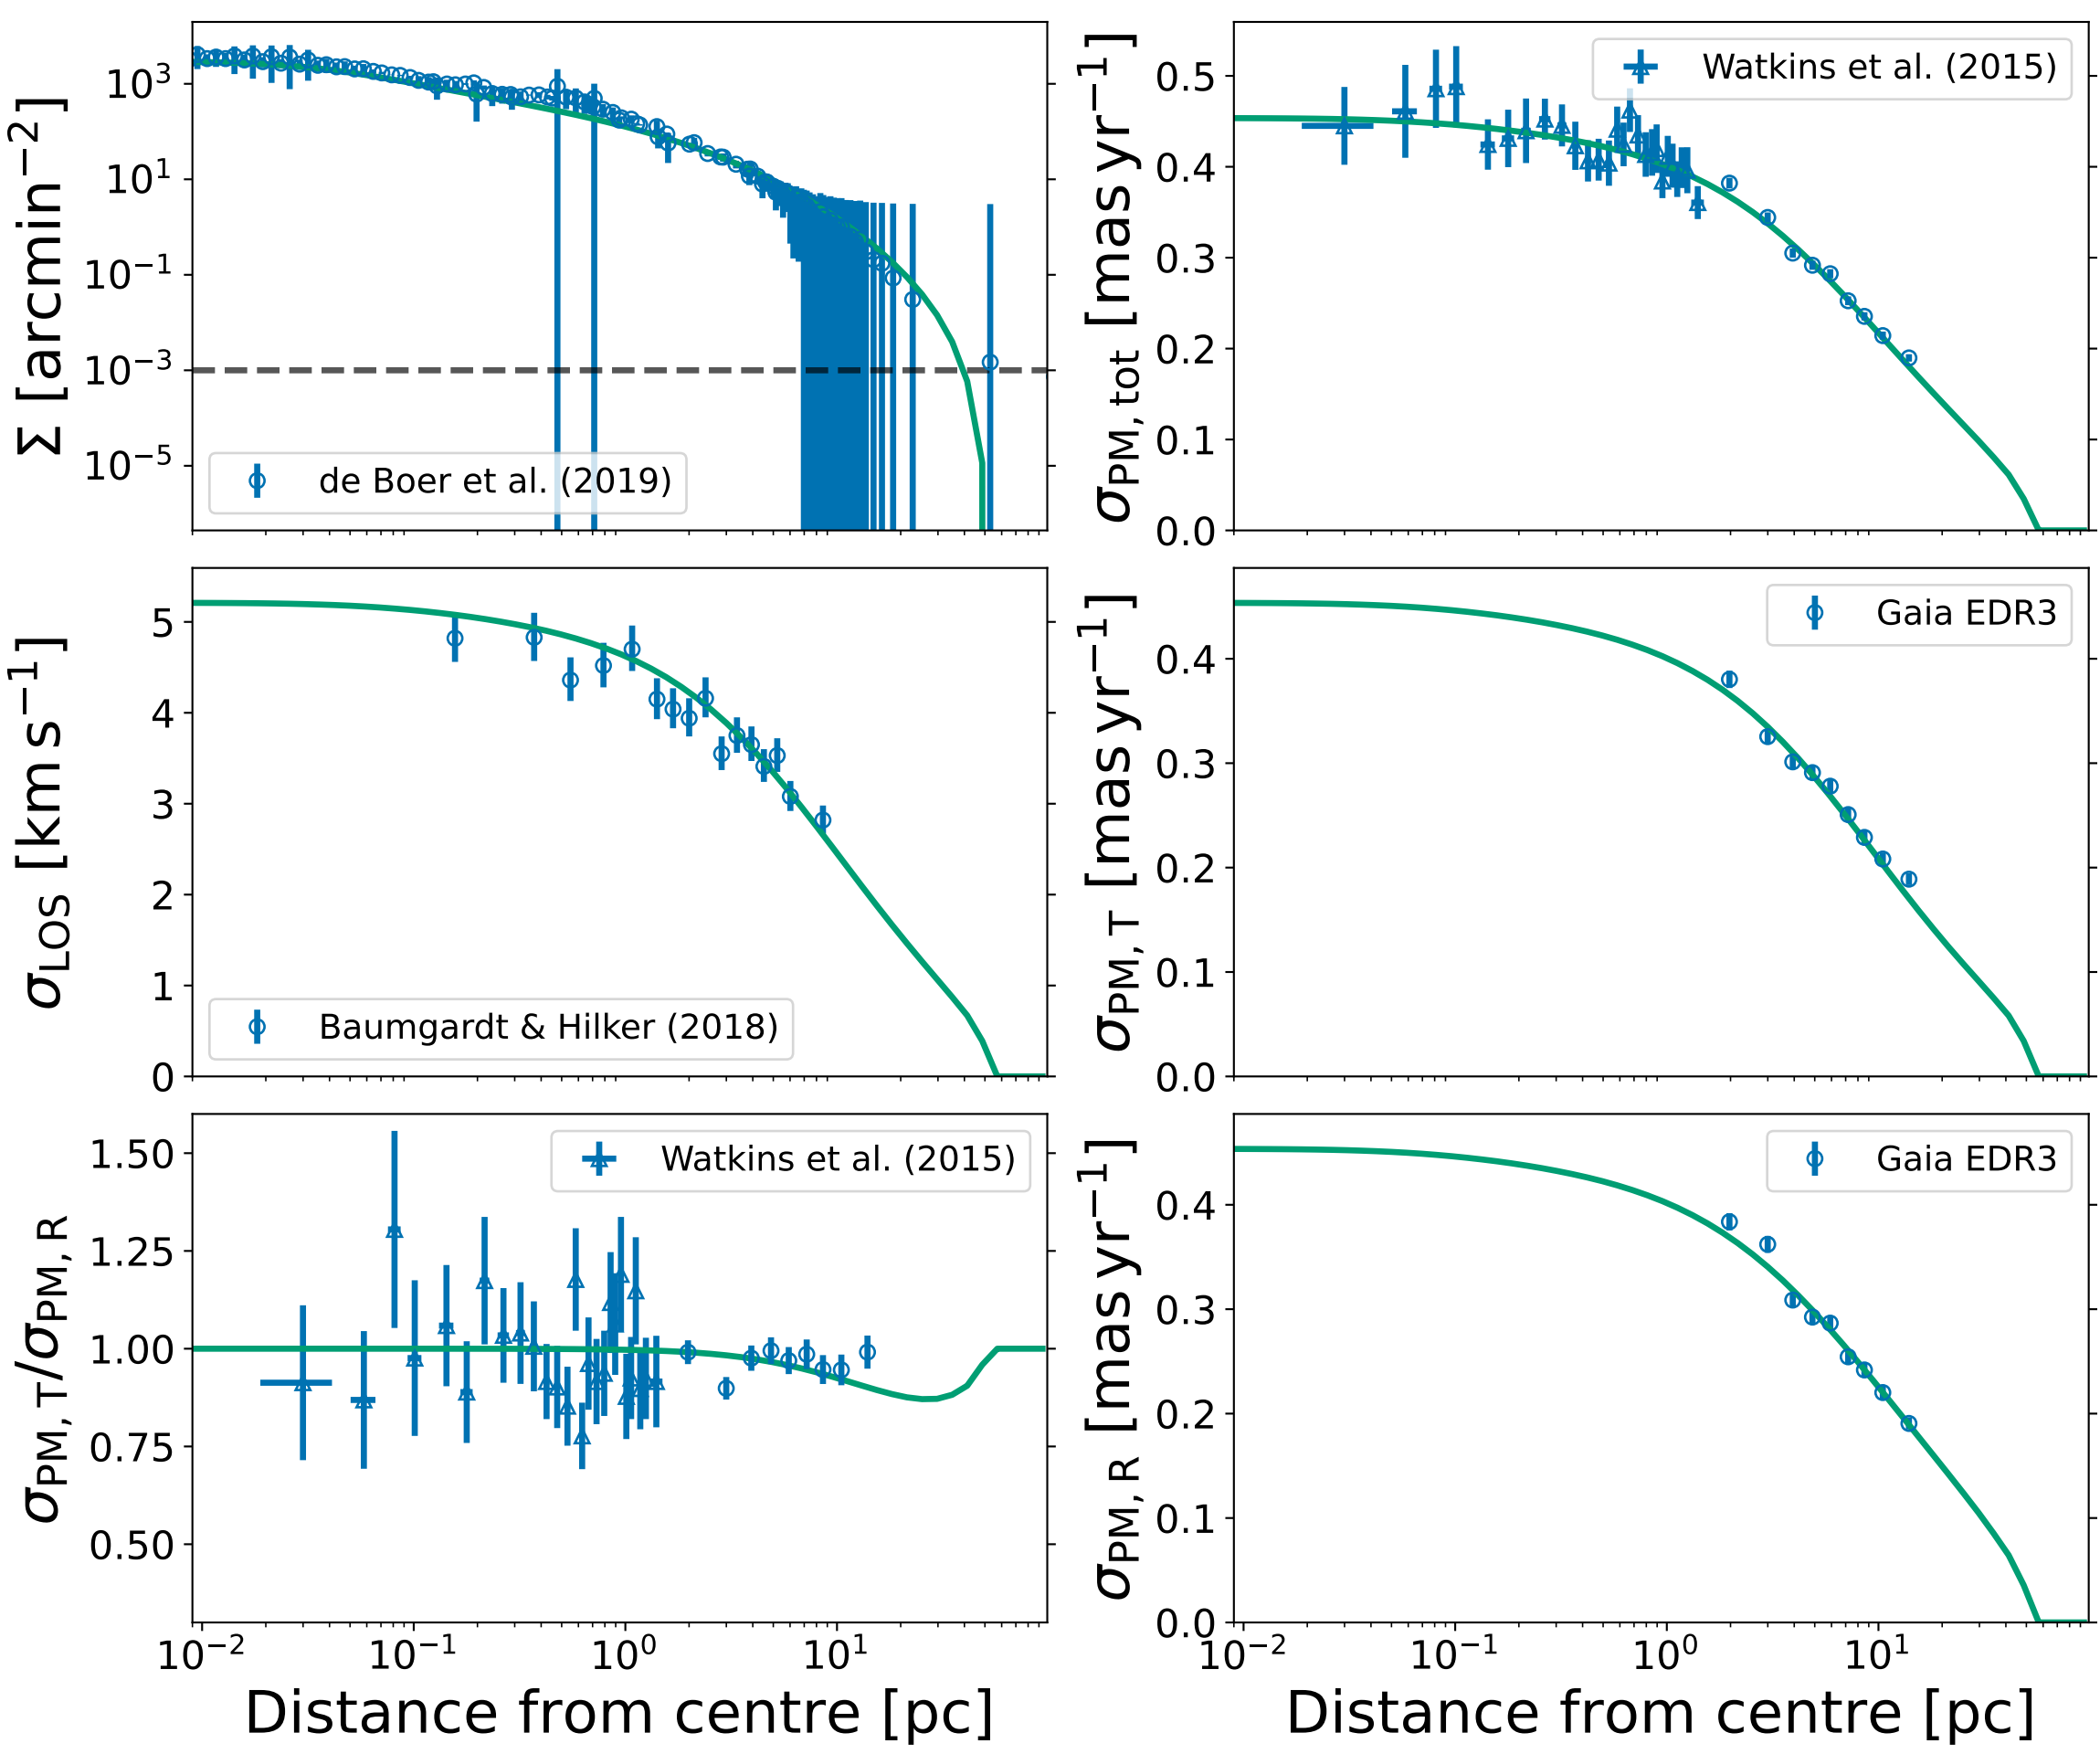 Σ [arcmin⁻²]
10³
10¹
10⁻¹
10⁻³
10⁻⁵
de Boer et al. (2019)
σPM, tot [mas yr⁻¹]
0.5
0.4
0.3
0.2
0.1
0.0
Watkins et al. (2015)
σLOS [km s⁻¹]
5
4
3
2
1
0
Baumgardt & Hilker (2018)
σPM, T [mas yr⁻¹]
0.4
0.3
0.2
0.1
0.0
Gaia EDR3
σPM, T/σPM, R
1.50
1.25
1.00
0.75
0.50
Watkins et al. (2015)
10⁻² 10⁻¹ 10⁰ 10¹
Distance from centre [pc]
σPM, R [mas yr⁻¹]
0.4
0.3
0.2
0.1
0.0
Gaia EDR3
10⁻² 10⁻¹ 10⁰ 10¹
Distance from centre [pc]